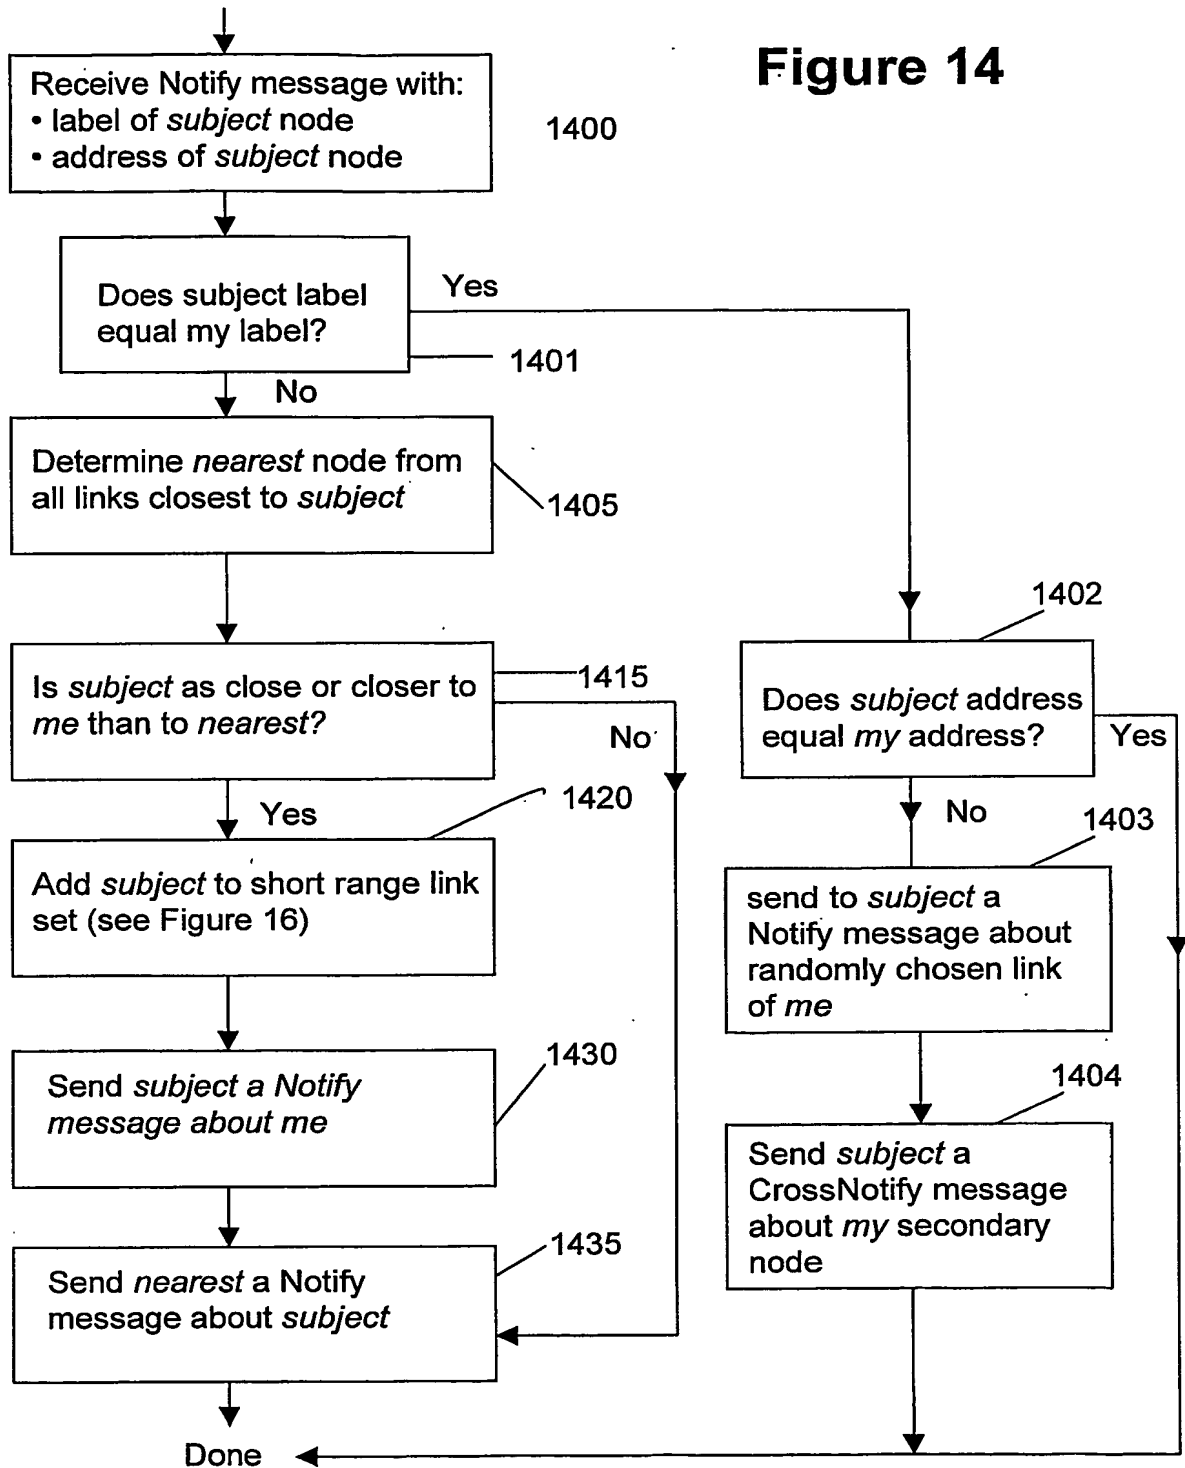 Figure 14
Receive Notify message with:
• label of subject node
• address of subject node
1400
Does subject label
equal my label?
Yes
1401
No
Determine nearest node from
all links closest to subject
1405
Is subject as close or closer to
me than to nearest?
1415
No
Yes
1420
Add subject to short range link
set (see Figure 16)
Send subject a Notify
message about me
1430
Send nearest a Notify
message about subject
1435
Done
1402
Does subject address
equal my address?
Yes
No
1403
send to subject a
Notify message about
randomly chosen link
of me
1404
Send subject a
CrossNotify message
about my secondary
node